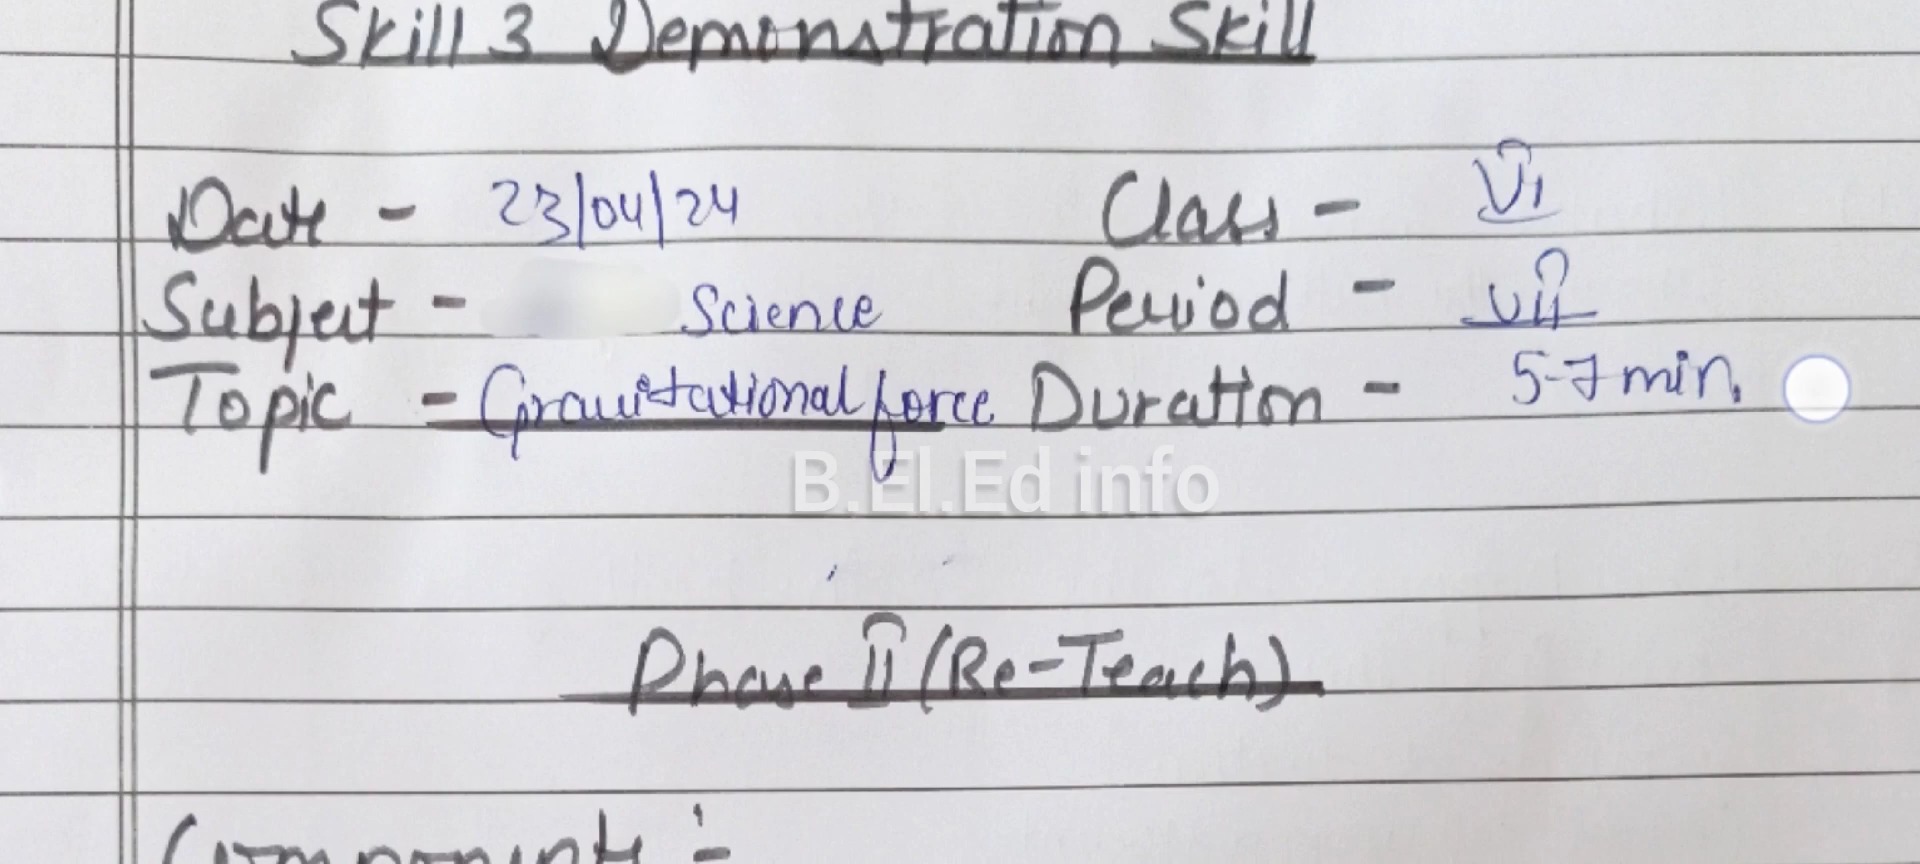 Skill 3 Demonstration Skill
Date - 23/04/24 Class - VI
Subject - Science Period - VII
Topic - Gravitational force Duration - 5-7 min.
B.El.Ed info
Phase II (Re-Teach)
Components :-